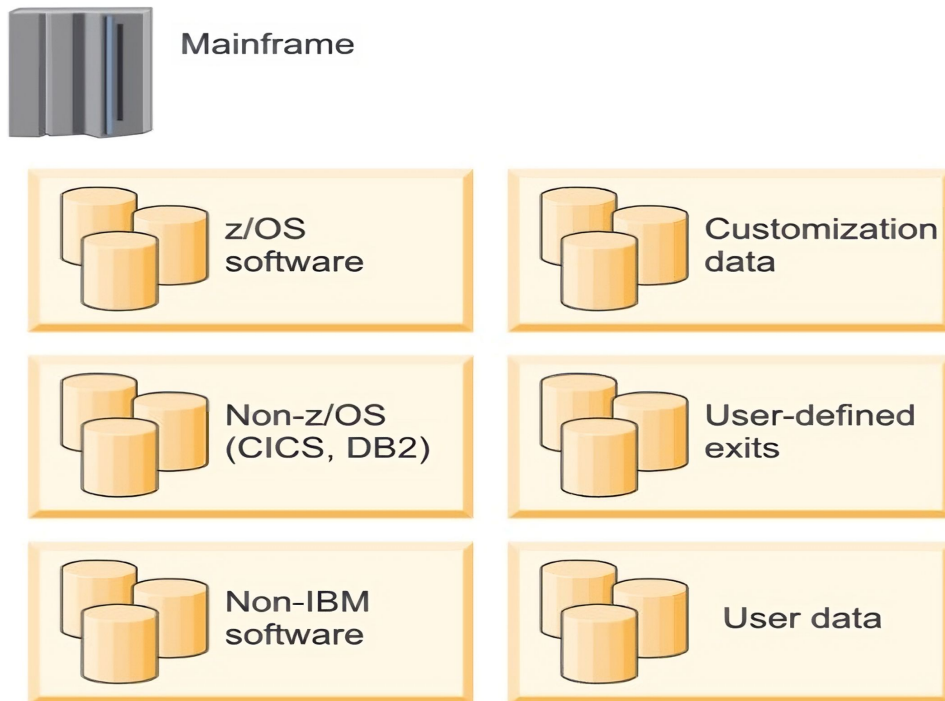 Mainframe
z/OS
software
Customization
data
Non-z/OS
(CICS, DB2)
User-defined
exits
Non-IBM
software
User data